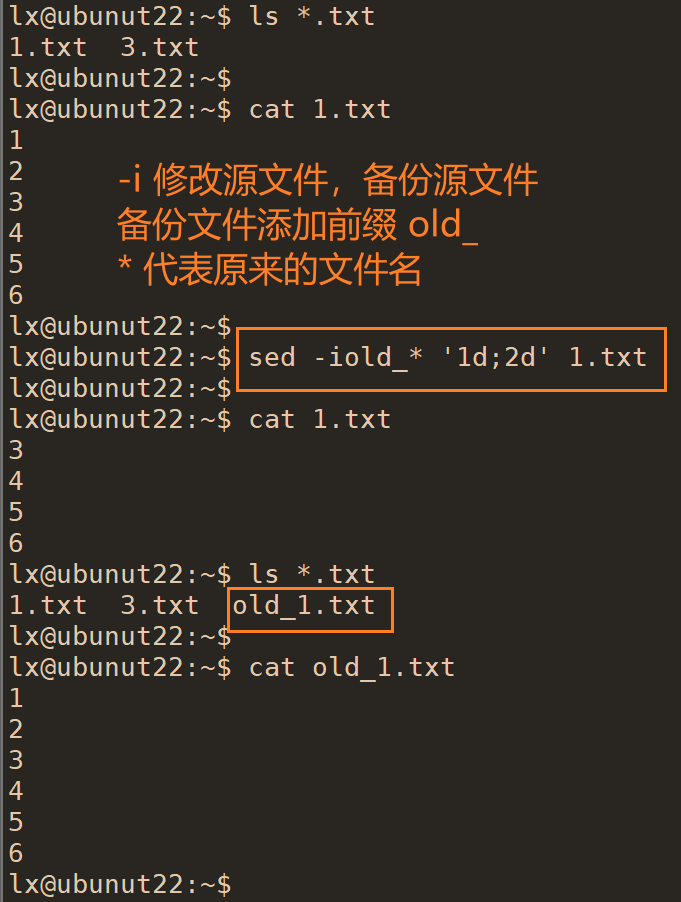 lx@ubunut22:~$ ls *.txt
1.txt  3.txt
lx@ubunut22:~$
lx@ubunut22:~$ cat 1.txt
1
2
3
4
5
6
-i 修改源文件，备份源文件
备份文件添加前缀 old_
* 代表原来的文件名
lx@ubunut22:~$
lx@ubunut22:~$ sed -iold_* '1d;2d' 1.txt
lx@ubunut22:~$
lx@ubunut22:~$ cat 1.txt
3
4
5
6
lx@ubunut22:~$ ls *.txt
1.txt  3.txt  old_1.txt
lx@ubunut22:~$
lx@ubunut22:~$ cat old_1.txt
1
2
3
4
5
6
lx@ubunut22:~$